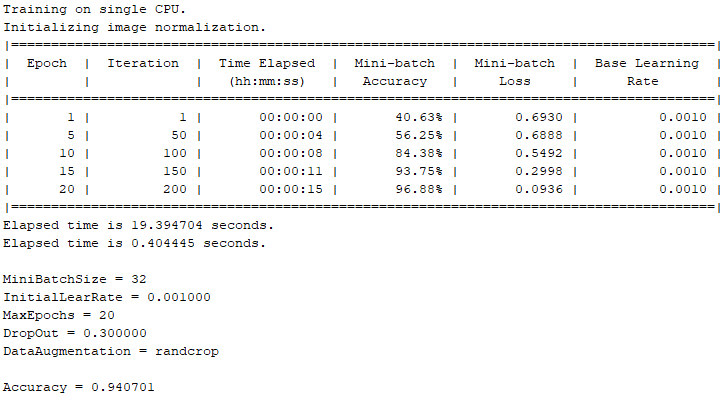 Training on single CPU.
Initializing image normalization.
|========================================================================================|
| Epoch | Iteration | Time Elapsed | Mini-batch | Mini-batch | Base Learning |
| | | (hh:mm:ss) | Accuracy | Loss | Rate |
|========================================================================================|
| 1 | 1 | 00:00:00 | 40.63% | 0.6930 | 0.0010 |
| 5 | 50 | 00:00:04 | 56.25% | 0.6888 | 0.0010 |
| 10 | 100 | 00:00:08 | 84.38% | 0.5492 | 0.0010 |
| 15 | 150 | 00:00:11 | 93.75% | 0.2998 | 0.0010 |
| 20 | 200 | 00:00:15 | 96.88% | 0.0936 | 0.0010 |
|========================================================================================|
Elapsed time is 19.394704 seconds.
Elapsed time is 0.404445 seconds.
MiniBatchSize = 32
InitialLearRate = 0.001000
MaxEpochs = 20
DropOut = 0.300000
DataAugmentation = randcrop
Accuracy = 0.940701